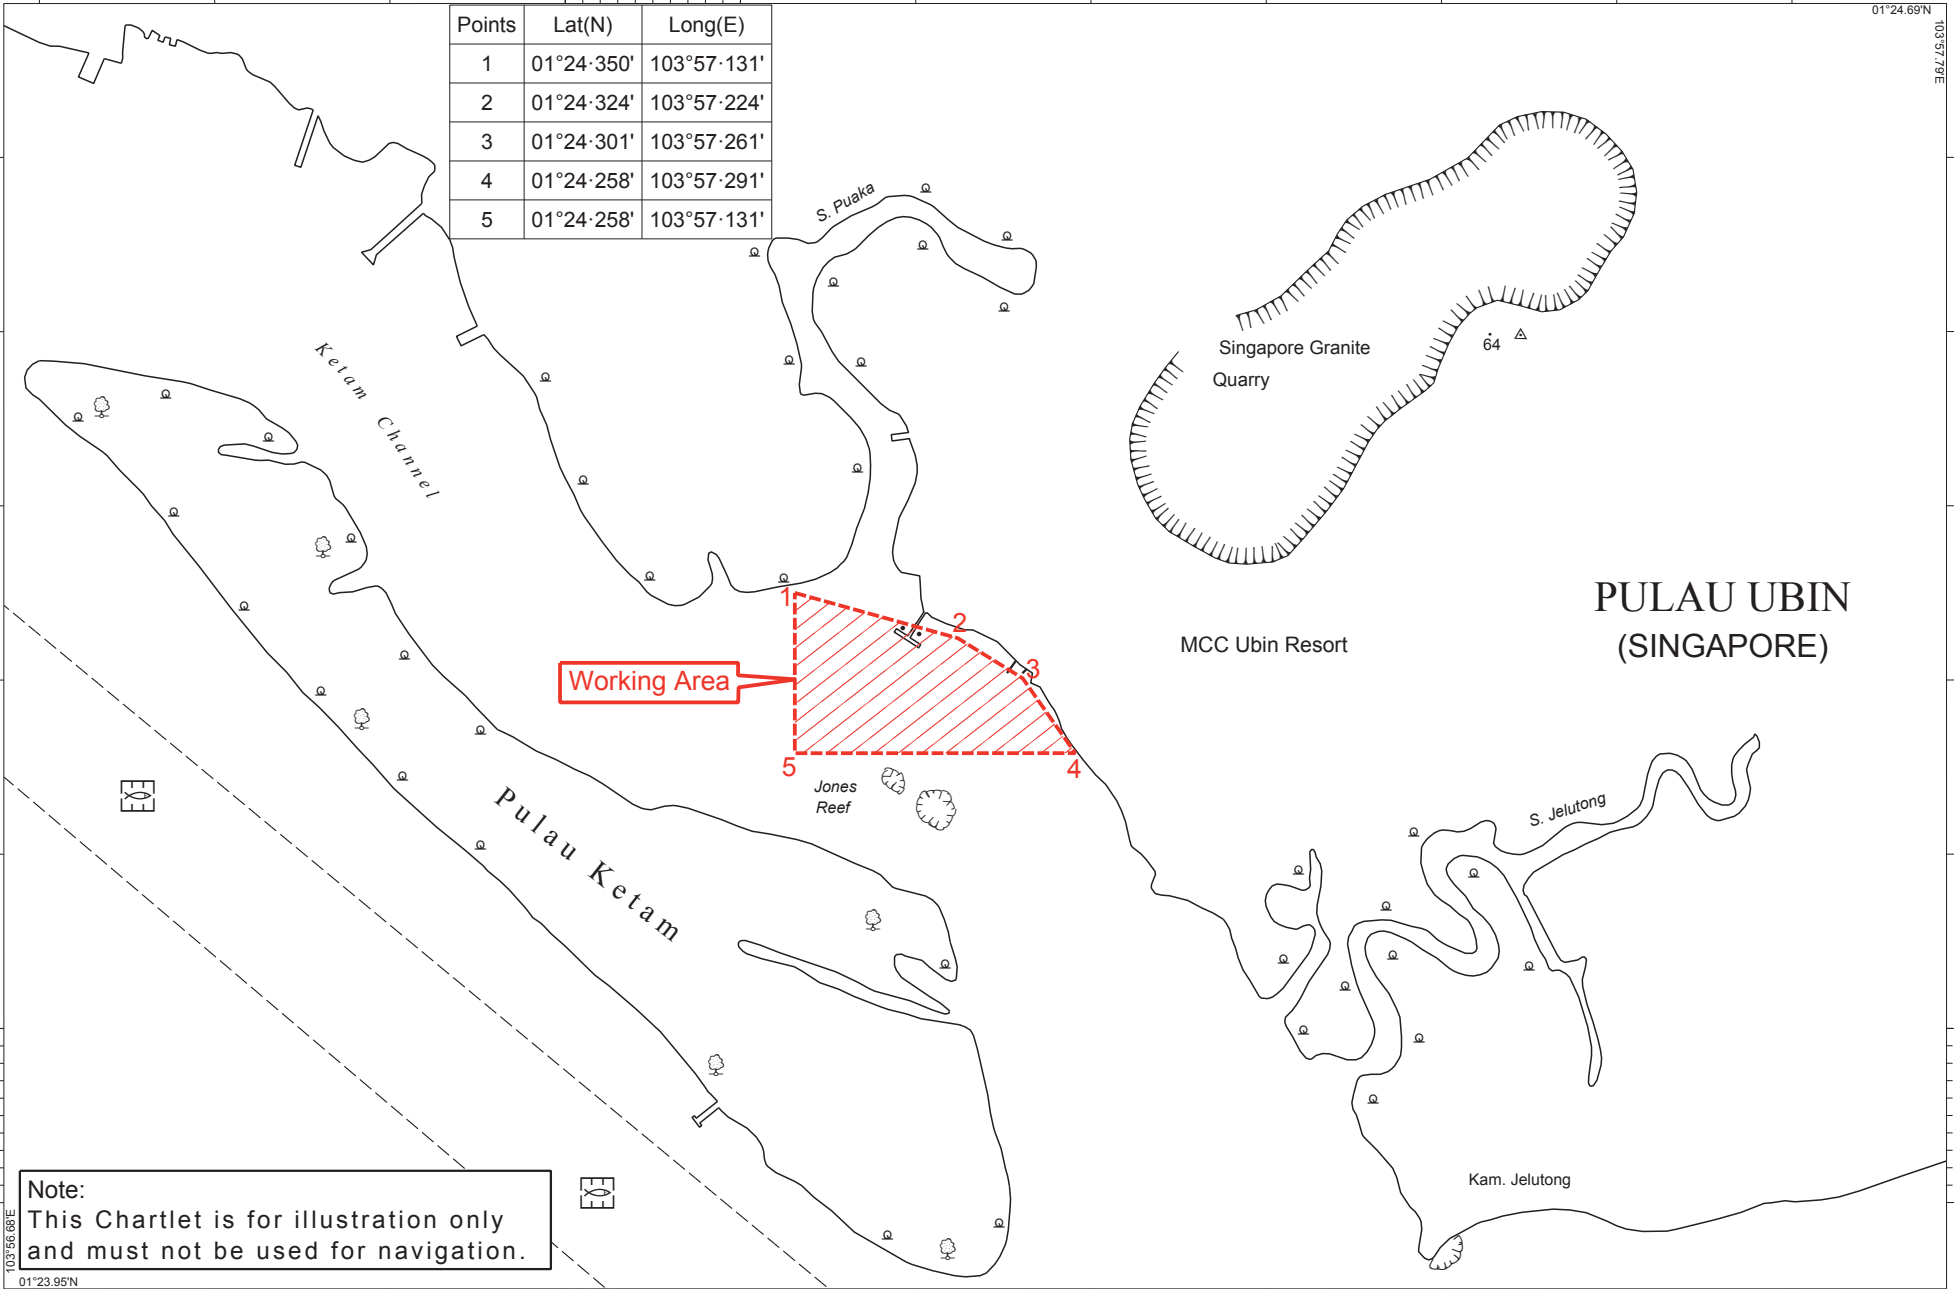 01°24.69'N
103°57.79'E
Points Lat(N) Long(E)
1 01°24·350' 103°57·131'
2 01°24·324' 103°57·224'
3 01°24·301' 103°57·261'
4 01°24·258' 103°57·291'
5 01°24·258' 103°57·131'
S. Puaka
Singapore Granite
Quarry
64
Ketam Channel
PULAU UBIN
(SINGAPORE)
MCC Ubin Resort
1
2
3
Working Area
5
4
Jones
Reef
Pulau Ketam
S. Jelutong
Kam. Jelutong
Note:
This Chartlet is for illustration only
and must not be used for navigation.
103°56.68'E
01°23.95'N